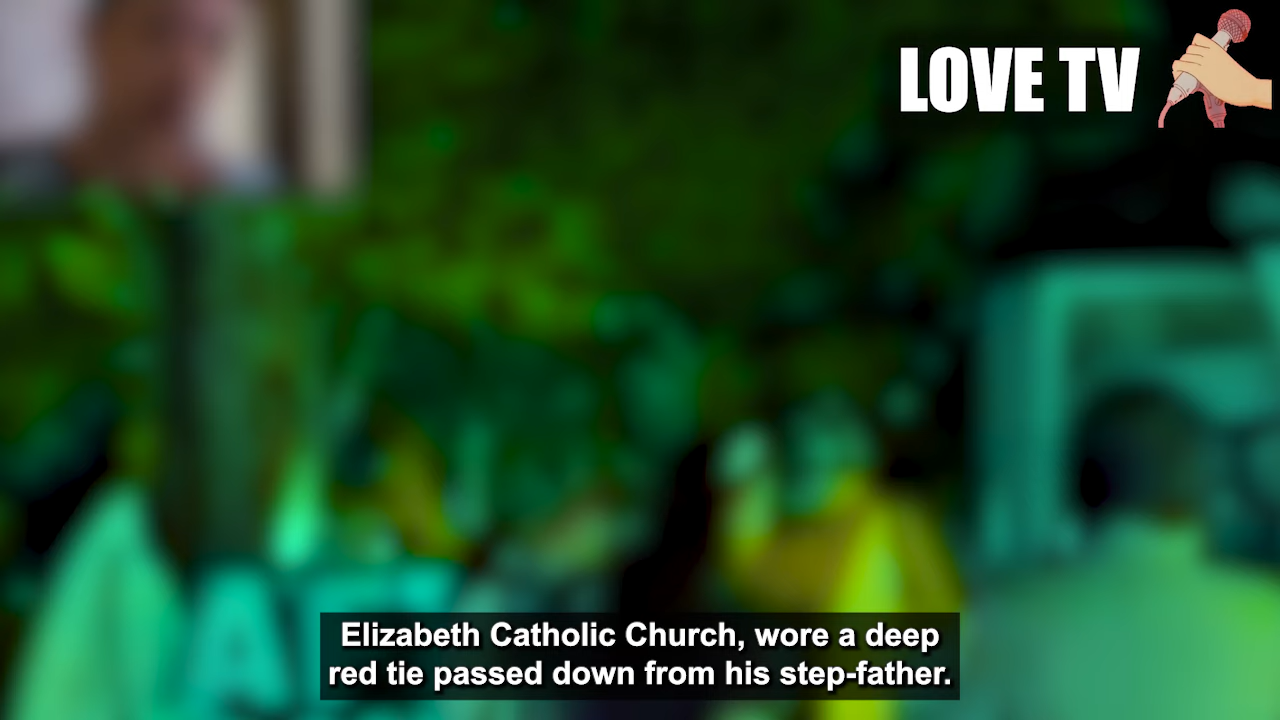 LOVE TV
Elizabeth Catholic Church, wore a deep
red tie passed down from his step-father.